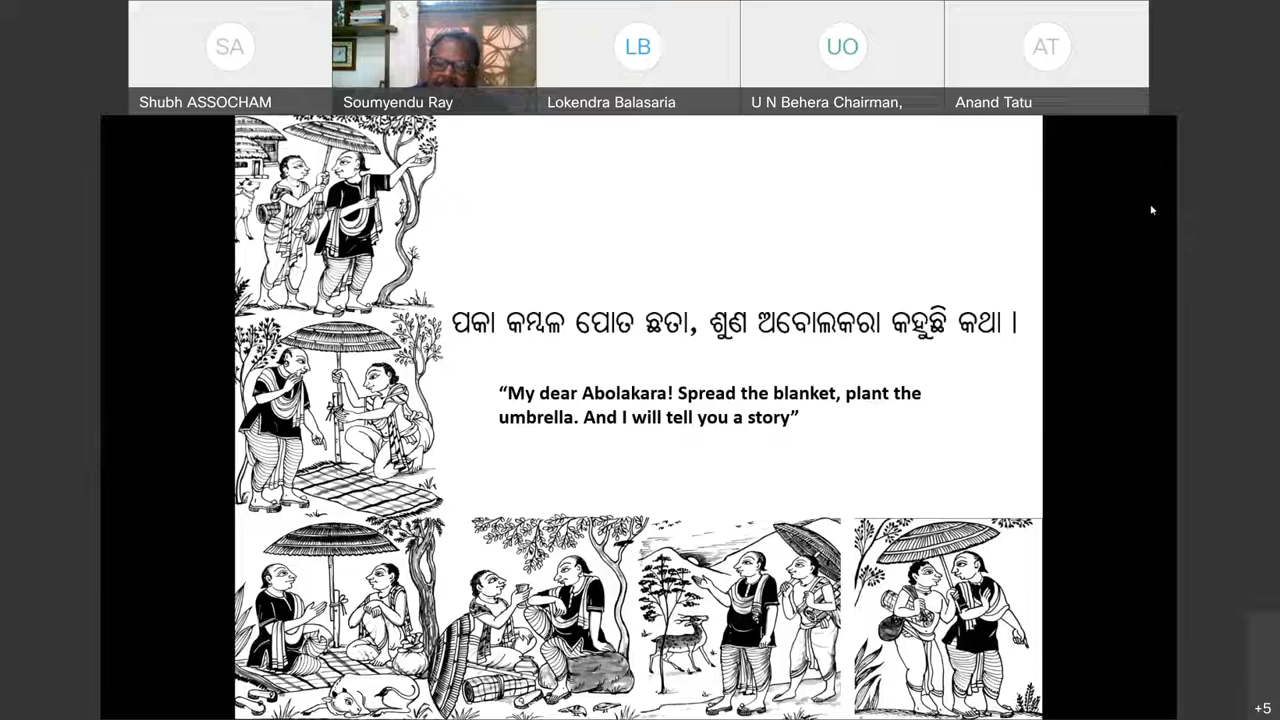 SA
LB
UO
AT
Shubh ASSOCHAM
Soumyendu Ray
Lokendra Balasaria
U N Behera Chairman,
Anand Tatu
ପକା କମ୍ବଳ ପୋତ ଛତା, ଶୁଣ ଅବୋଲକରା କହୁଛି କଥା ।
“My dear Abolakara! Spread the blanket, plant the
umbrella. And I will tell you a story”
+5